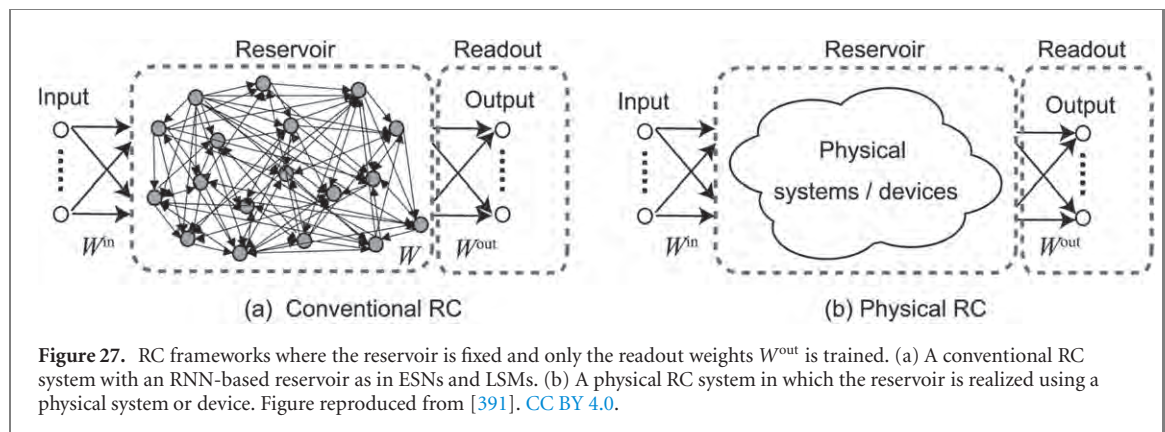 Reservoir
Readout
Input
Output
W^in
W
W^out
(a) Conventional RC
Reservoir
Readout
Input
Output
Physical
systems / devices
W^in
W^out
(b) Physical RC
Figure 27. RC frameworks where the reservoir is fixed and only the readout weights W^out is trained. (a) A conventional RC
system with an RNN-based reservoir as in ESNs and LSMs. (b) A physical RC system in which the reservoir is realized using a
physical system or device. Figure reproduced from [391]. CC BY 4.0.